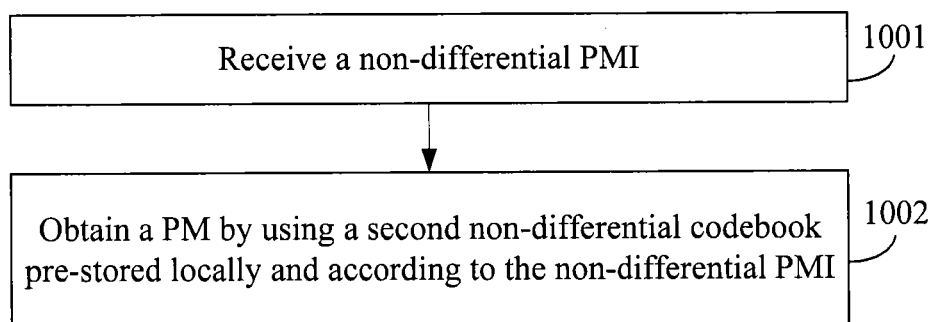 Receive a non-differential PMI
1001
Obtain a PM by using a second non-differential codebook
pre-stored locally and according to the non-differential PMI
1002